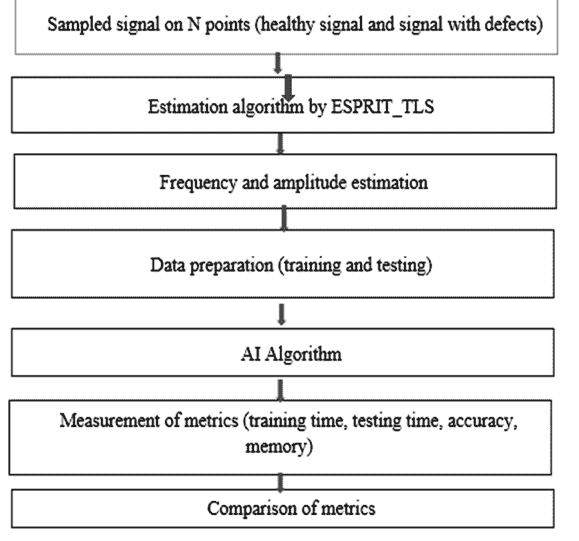 Sampled signal on N points (healthy signal and signal with defects)
Estimation algorithm by ESPRIT_TLS
Frequency and amplitude estimation
Data preparation (training and testing)
AI Algorithm
Measurement of metrics (training time, testing time, accuracy,
memory)
Comparison of metrics